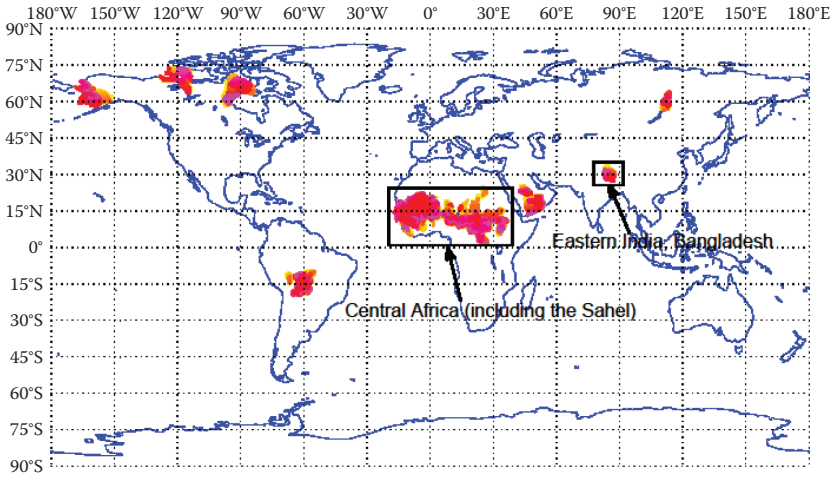 180°W 150°W 120°W 90°W 60°W 30°W 0° 30°E 60°E 90°E 120°E 150°E 180°E
90°N
75°N
60°N
45°N
30°N
15°N
0°
Eastern India, Bangladesh
15°S
Central Africa (including the Sahel)
30°S
45°S
60°S
75°S
90°S